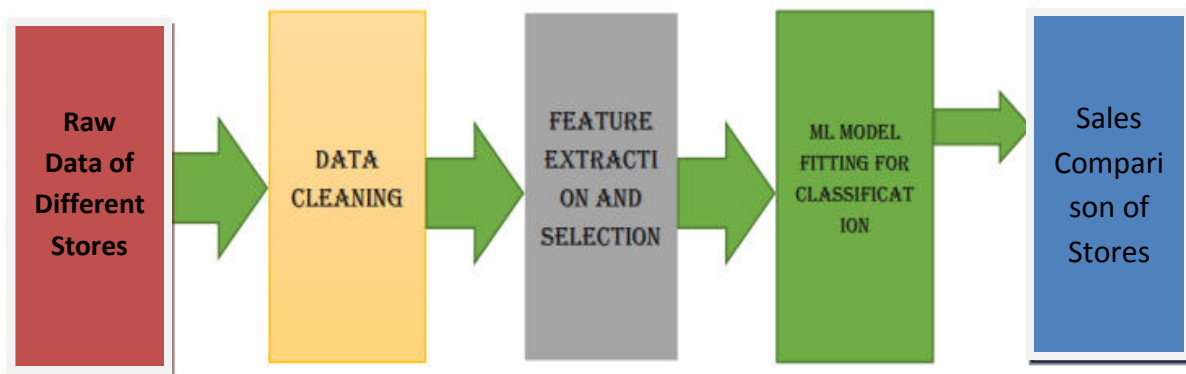 Raw
Data of
Different
Stores
DATA
CLEANING
FEATURE
EXTRACTI
ON AND
SELECTION
ML MODEL
FITTING FOR
CLASSIFICAT
ION
Sales
Compari
son of
Stores